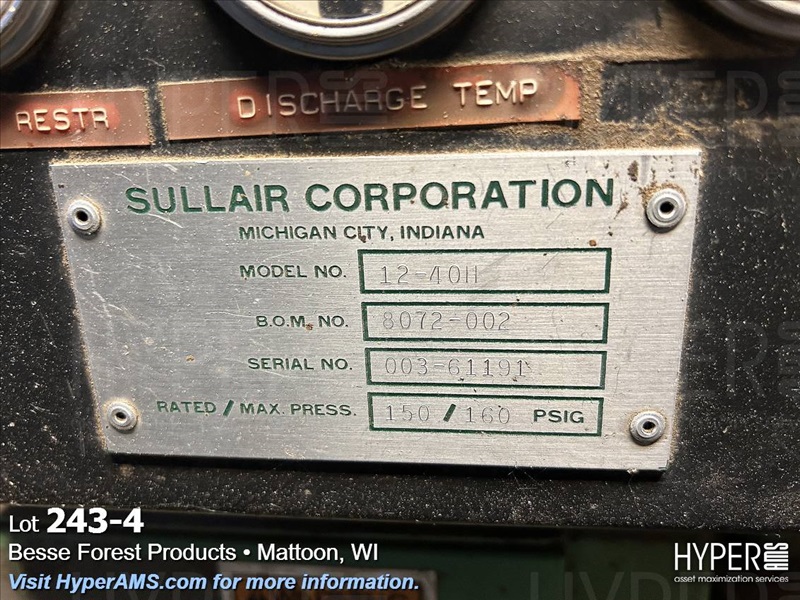 RESTR
DISCHARGE TEMP
SULLAIR CORPORATION
MICHIGAN CITY, INDIANA
MODEL NO. 12-40H
B.O.M. NO. 8072-002
SERIAL NO. 003-61191
RATED / MAX. PRESS. 150 / 160 PSIG
Lot 243-4
Besse Forest Products • Mattoon, WI
Visit HyperAMS.com for more information.
HYPER AMS
asset maximization services